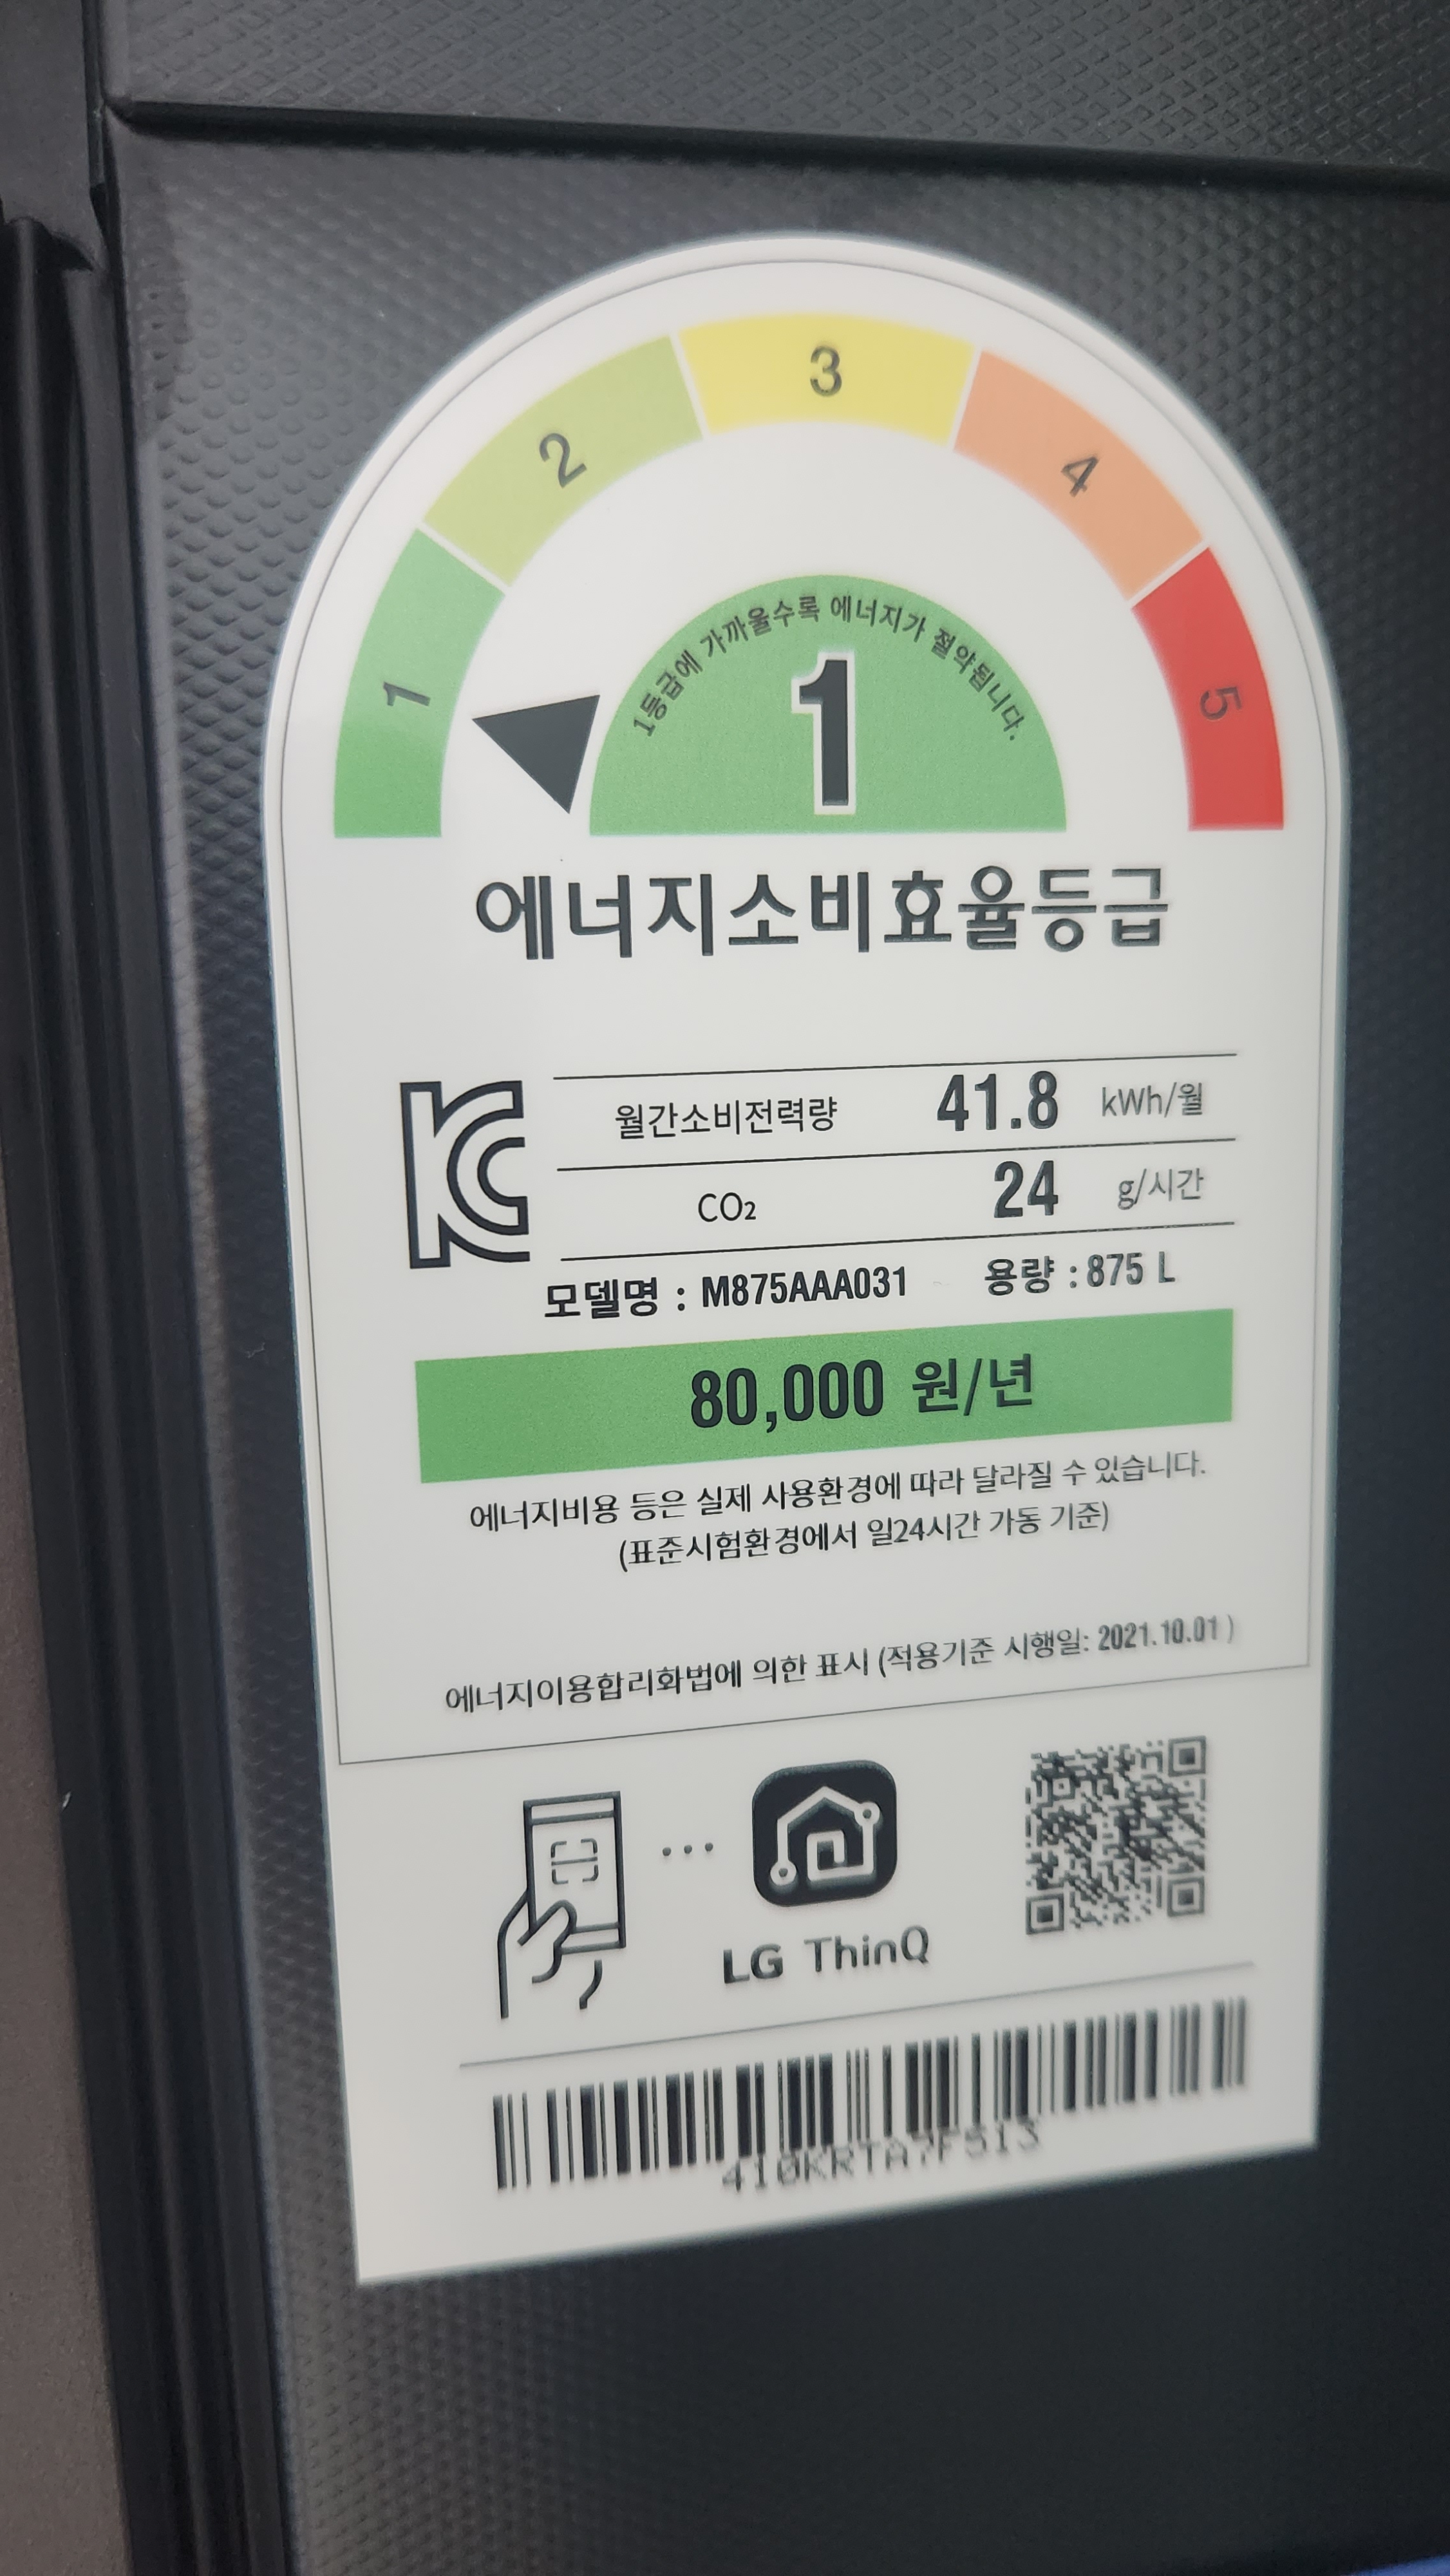 1 2 3 4 5
1등급에 가까울수록 에너지가 절약됩니다.
1
에너지소비효율등급
월간소비전력량 41.8 kWh/월
CO₂ 24 g/시간
모델명 : M875AAA031 용량 : 875 L
80,000 원/년
에너지비용 등은 실제 사용환경에 따라 달라질 수 있습니다.
(표준시험환경에서 일24시간 가동 기준)
에너지이용합리화법에 의한 표시 (적용기준 시행일: 2021.10.01 )
LG ThinQ
410KRTA7F513